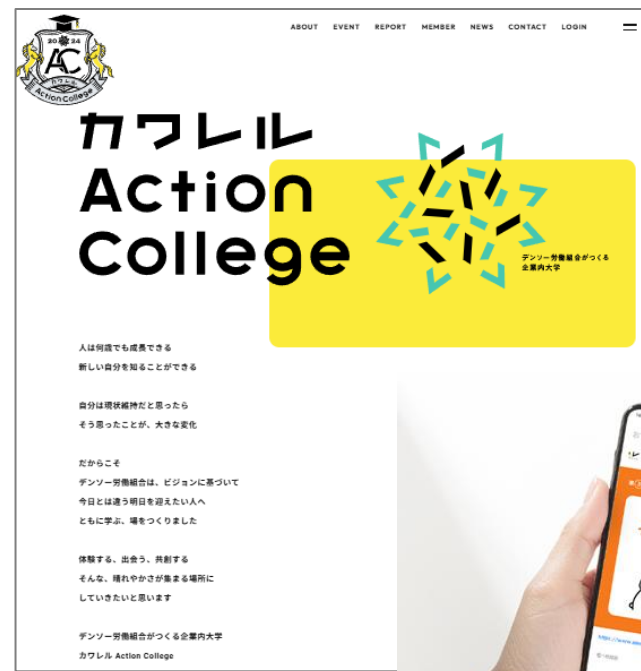 20 24
AC
カワレル
Action College
ABOUT EVENT REPORT MEMBER NEWS CONTACT LOGIN
カワレル
Action
College
デンソー労働組合がつくる
企業内大学
人は何歳でも成長できる
新しい自分を知ることができる
自分は現状維持だと思ったら
そう思ったことが、大きな変化
だからこそ
デンソー労働組合は、ビジョンに基づいて
今日とは違う明日を迎えたい人へ
ともに学ぶ、場をつくりました
体験する、出会う、共創する
そんな、晴れやかさが集まる場所に
していきたいと思います
デンソー労働組合がつくる企業内大学
カワレル Action College